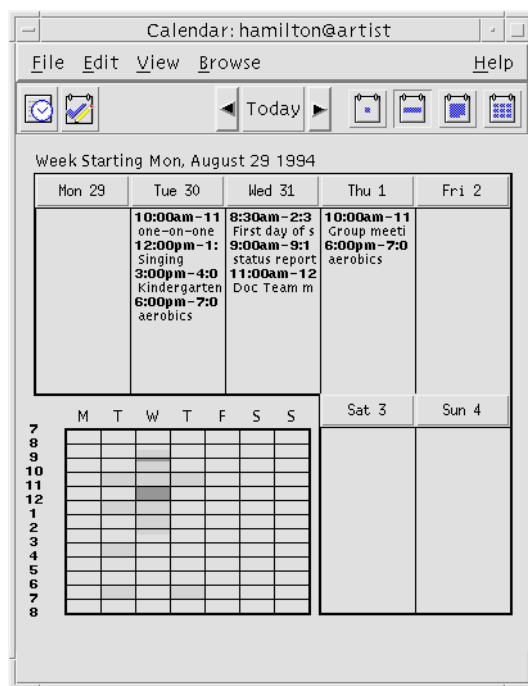 Calendar: hamilton@artist
File Edit View Browse Help
Today
Week Starting Mon, August 29 1994
Mon 29 Tue 30 Wed 31 Thu 1 Fri 2
10:00am-11
one-on-one
12:00pm-1:
Singing
3:00pm-4:0
Kindergarten
6:00pm-7:0
aerobics
8:30am-2:3
First day of s
9:00am-9:1
status report
11:00am-12
Doc Team m
10:00am-11
Group meeti
6:00pm-7:0
aerobics
Sat 3 Sun 4
M T W T F S S
7
8
9
10
11
12
1
2
3
4
5
6
7
8